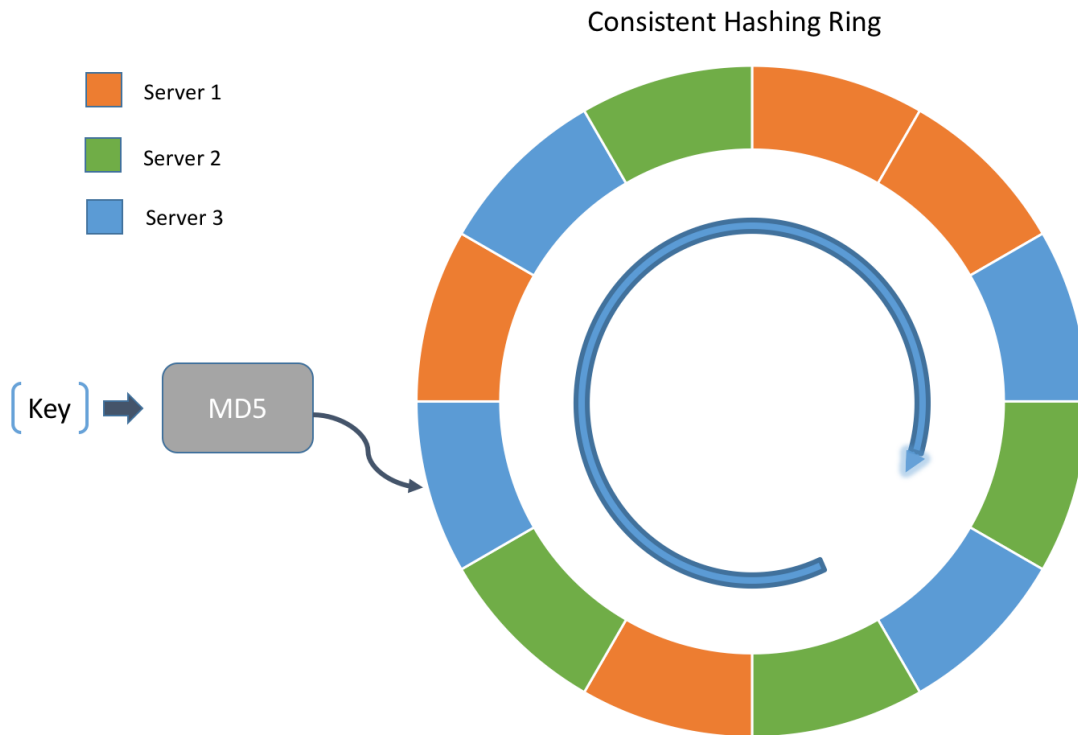 Consistent Hashing Ring
Server 1
Server 2
Server 3
Key
MD5